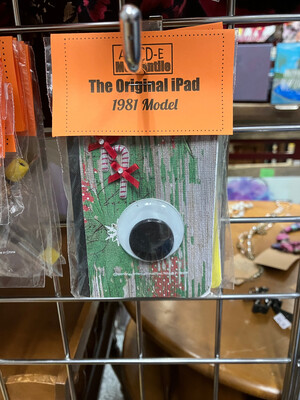 Mercantile
The Original iPad
1981 Model